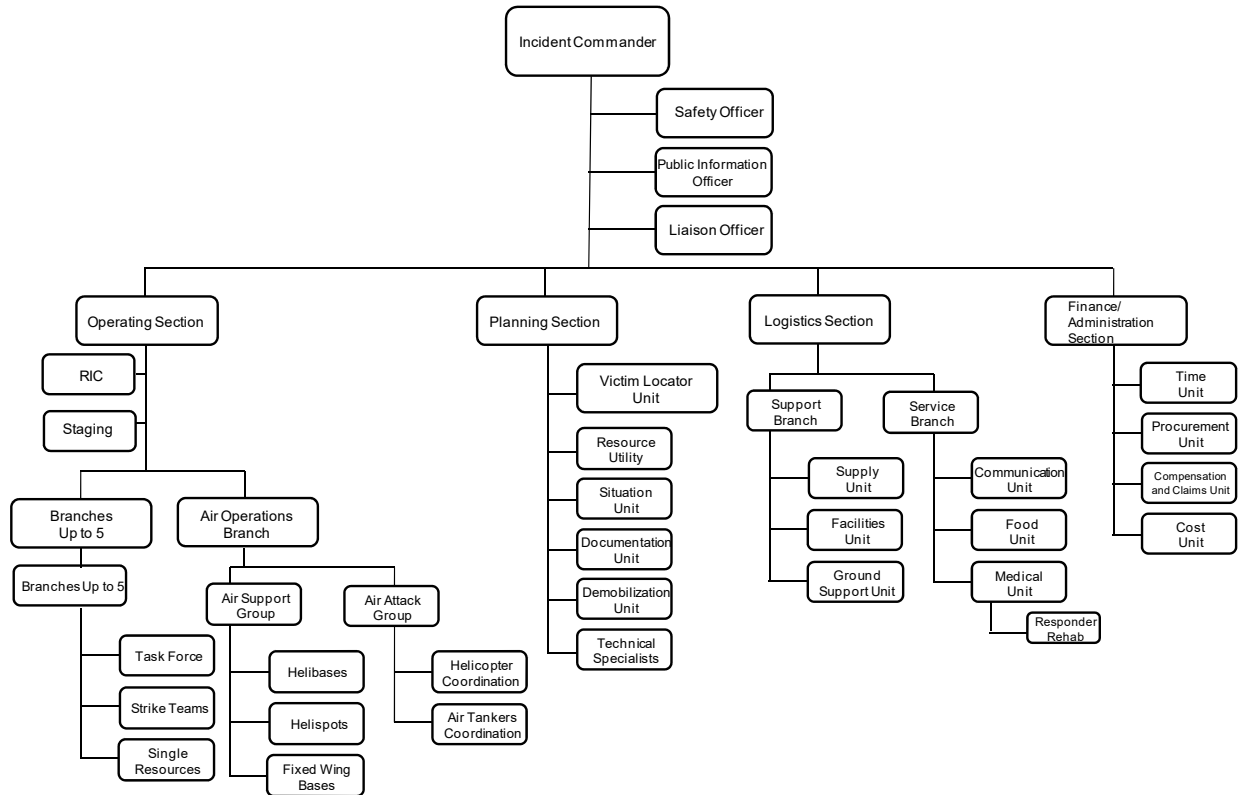 Incident Commander
Safety Officer
Public Information
Officer
Liaison Officer
Operating Section
Planning Section
Logistics Section
Finance/
Administration
Section
RIC
Staging
Branches
Up to 5
Air Operations
Branch
Branches Up to 5
Air Support
Group
Air Attack
Group
Task Force
Strike Teams
Single
Resources
Helibases
Helispots
Fixed Wing
Bases
Helicopter
Coordination
Air Tankers
Coordination
Victim Locator
Unit
Resource
Utility
Situation
Unit
Documentation
Unit
Demobilization
Unit
Technical
Specialists
Support
Branch
Service
Branch
Supply
Unit
Facilities
Unit
Ground
Support Unit
Communication
Unit
Food
Unit
Medical
Unit
Responder
Rehab
Time
Unit
Procurement
Unit
Compensation
and Claims Unit
Cost
Unit